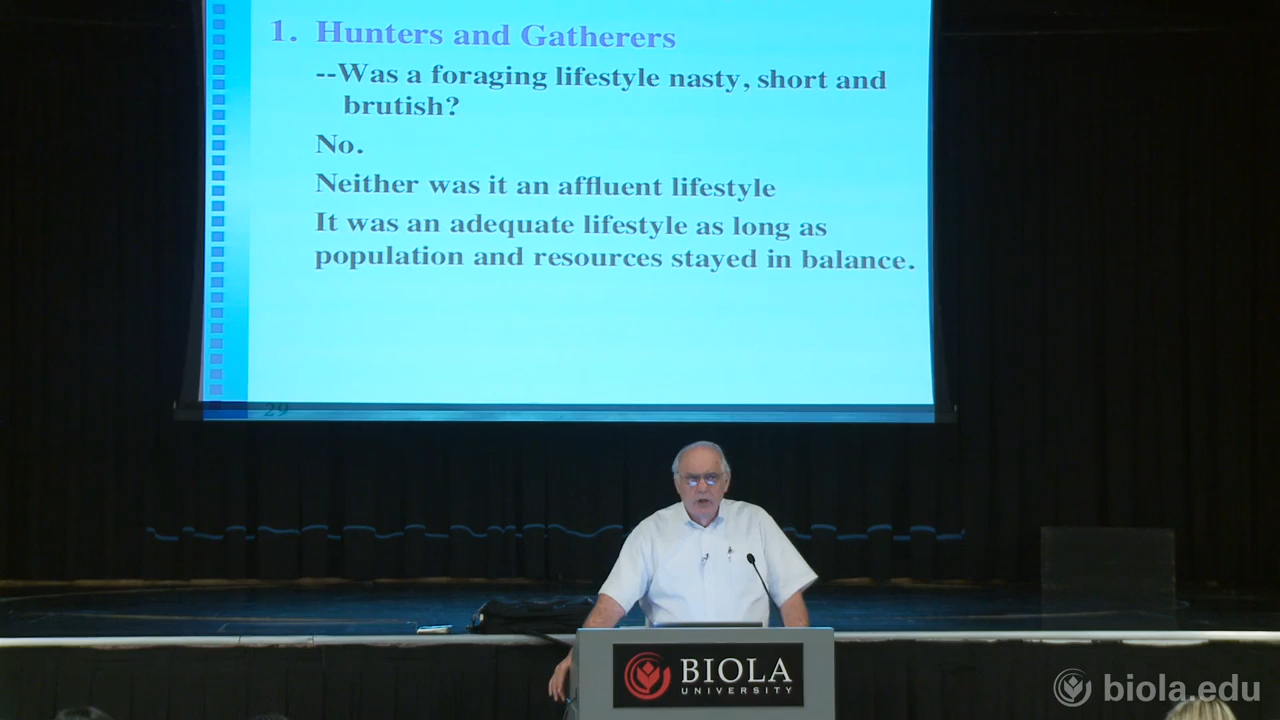 1. Hunters and Gatherers
--Was a foraging lifestyle nasty, short and
brutish?
No.
Neither was it an affluent lifestyle
It was an adequate lifestyle as long as
population and resources stayed in balance.
29
BIOLA
UNIVERSITY
biola.edu